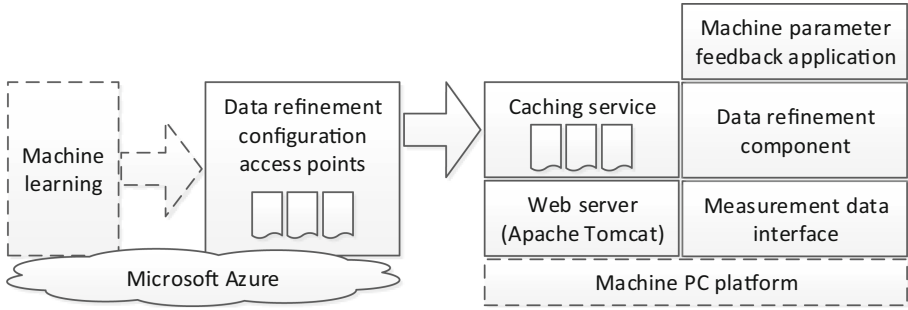 Machine
learning
Data refinement
configuration
access points
Microsoft Azure
Caching service
Web server
(Apache Tomcat)
Machine parameter
feedback application
Data refinement
component
Measurement data
interface
Machine PC platform